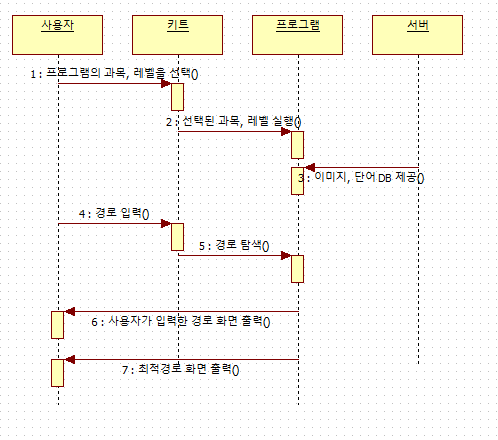 사용자
키트
프로그램
서버
1 : 프로그램의 과목, 레벨을 선택()
2 : 선택된 과목, 레벨 실행()
3 : 이미지, 단어 DB 제공()
4 : 경로 입력()
5 : 경로 탐색()
6 : 사용자가 입력한 경로 화면 출력()
7 : 최적경로 화면 출력()